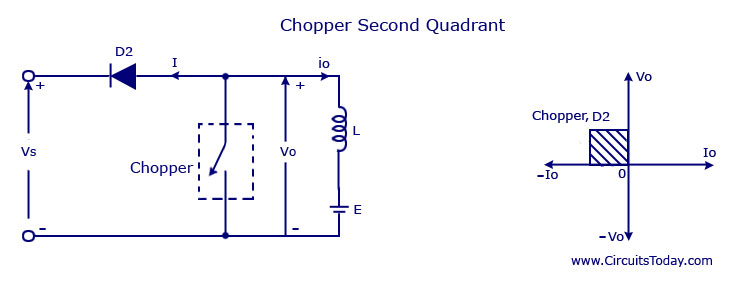 Chopper Second Quadrant
D2
I
io
+
+
Vs
Chopper
Vo
L
E
-
-
Vo
Chopper, D2
Io
-Io
0
-Vo
www.CircuitsToday.com